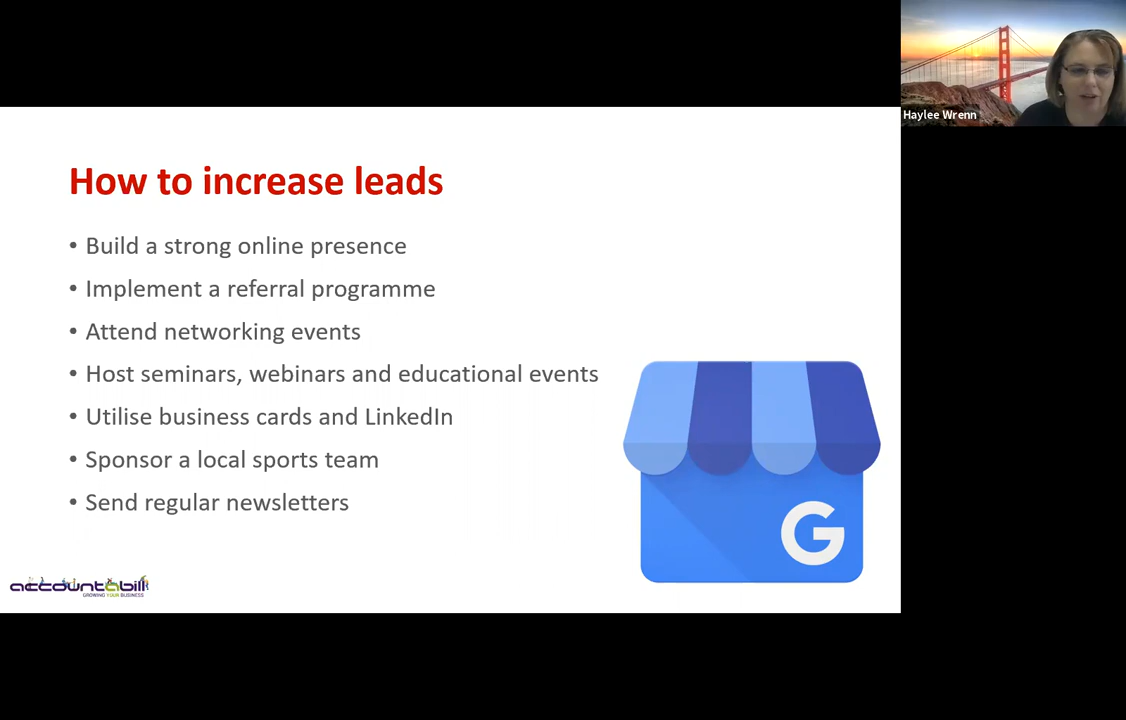 Haylee Wrenn
How to increase leads
• Build a strong online presence
• Implement a referral programme
• Attend networking events
• Host seminars, webinars and educational events
• Utilise business cards and LinkedIn
• Sponsor a local sports team
• Send regular newsletters
G
accountabill
GROWING YOUR BUSINESS